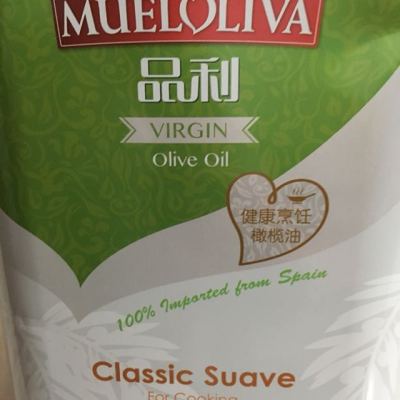 MUELOLIVA
品利
VIRGIN
Olive Oil
健康烹饪
橄榄油
100% Imported from Spain
Classic Suave
For Cooking